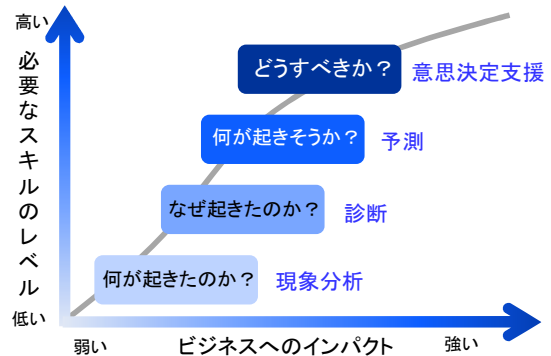 高い
必要なスキルのレベル
低い
どうすべきか？
意思決定支援
何が起きそうか？
予測
なぜ起きたのか？
診断
何が起きたのか？
現象分析
弱い
ビジネスへのインパクト
強い